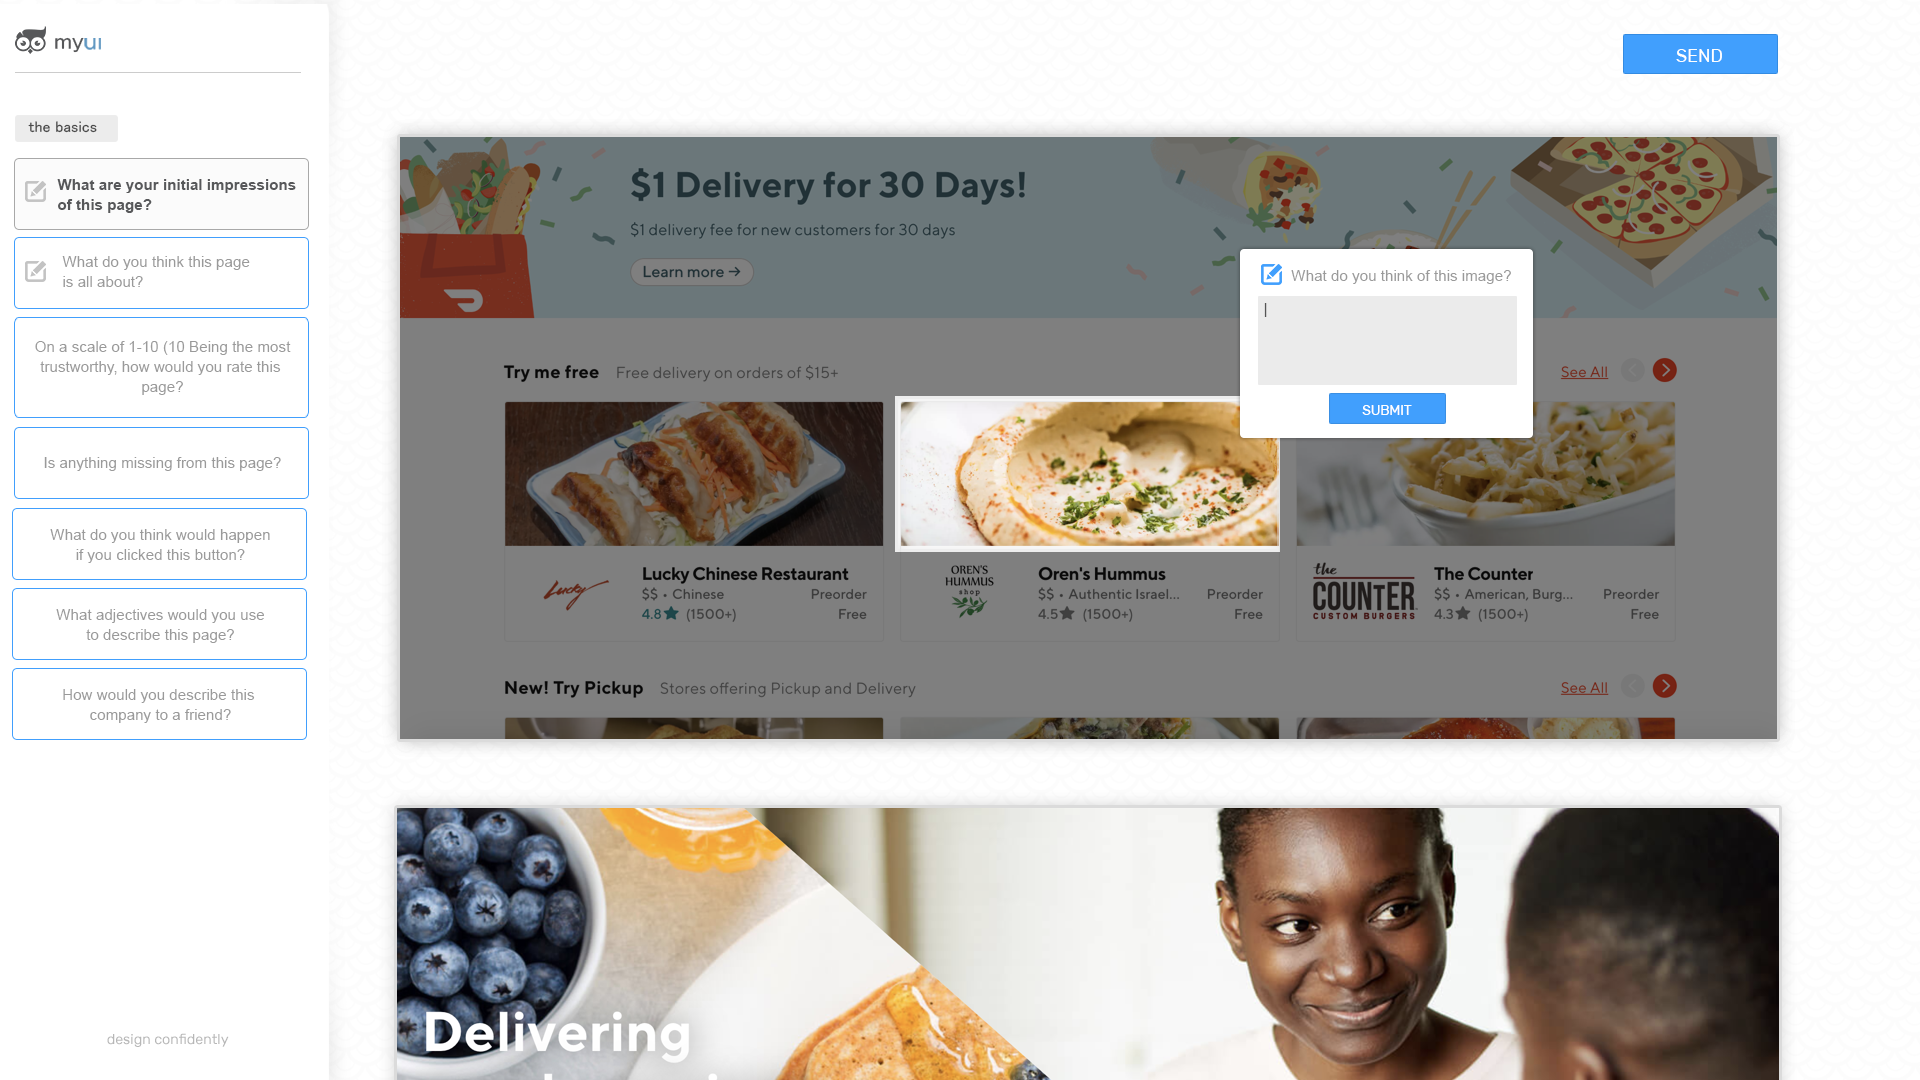 myui
SEND
the basics
What are your initial impressions
of this page?
What do you think this page
is all about?
On a scale of 1-10 (10 Being the most
trustworthy, how would you rate this
page?
Is anything missing from this page?
What do you think would happen
if you clicked this button?
What adjectives would you use
to describe this page?
How would you describe this
company to a friend?
design confidently
$1 Delivery for 30 Days!
$1 delivery fee for new customers for 30 days
Learn more →
What do you think of this image?
SUBMIT
Try me free Free delivery on orders of $15+
See All
Lucky
Lucky Chinese Restaurant
$$ • Chinese Preorder
4.8★ (1500+) Free
OREN'S
HUMMUS
shop
Oren's Hummus
$$ • Authentic Israel... Preorder
4.5★ (1500+) Free
the
COUNTER
CUSTOM BURGERS
The Counter
$$ • American, Burg... Preorder
4.3★ (1500+) Free
New! Try Pickup Stores offering Pickup and Delivery
See All
Delivering